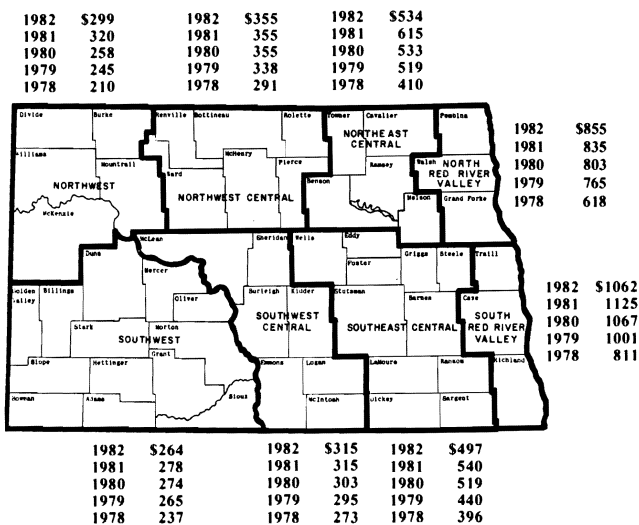 1982 $299 1982 $355 1982 $534
1981 320 1981 355 1981 615
1980 258 1980 355 1980 533
1979 245 1979 338 1979 519
1978 210 1978 291 1978 410
Divide Burke Renville Bottineau Rolette Towner Cavalier Pembina
1982 $855
1981 835
1980 803
1979 765
1978 618
NORTHEAST
CENTRAL
Williams Mountrail Ward McHenry Pierce Benson Ramsey Walsh
NORTH
RED RIVER
VALLEY
Nelson Grand Forks
NORTHWEST
McKenzie
NORTHWEST CENTRAL
McLean Sheridan Wells Eddy
Dunn Mercer Foster Griggs Steele Traill
Golden
Valley Billings Oliver Burleigh Kidder Stutsman Barnes Cass
1982 $1062
1981 1125
1980 1067
1979 1001
1978 811
Stark Morton
SOUTHWEST
Grant
SOUTHWEST
CENTRAL
SOUTHEAST CENTRAL
SOUTH
RED RIVER
VALLEY
Slope Hettinger Emmons Logan LaMoure Ransom Richland
Bowman Adams Sioux McIntosh Dickey Sargent
1982 $264 1982 $315 1982 $497
1981 278 1981 315 1981 540
1980 274 1980 303 1980 519
1979 265 1979 295 1979 440
1978 237 1978 273 1978 396